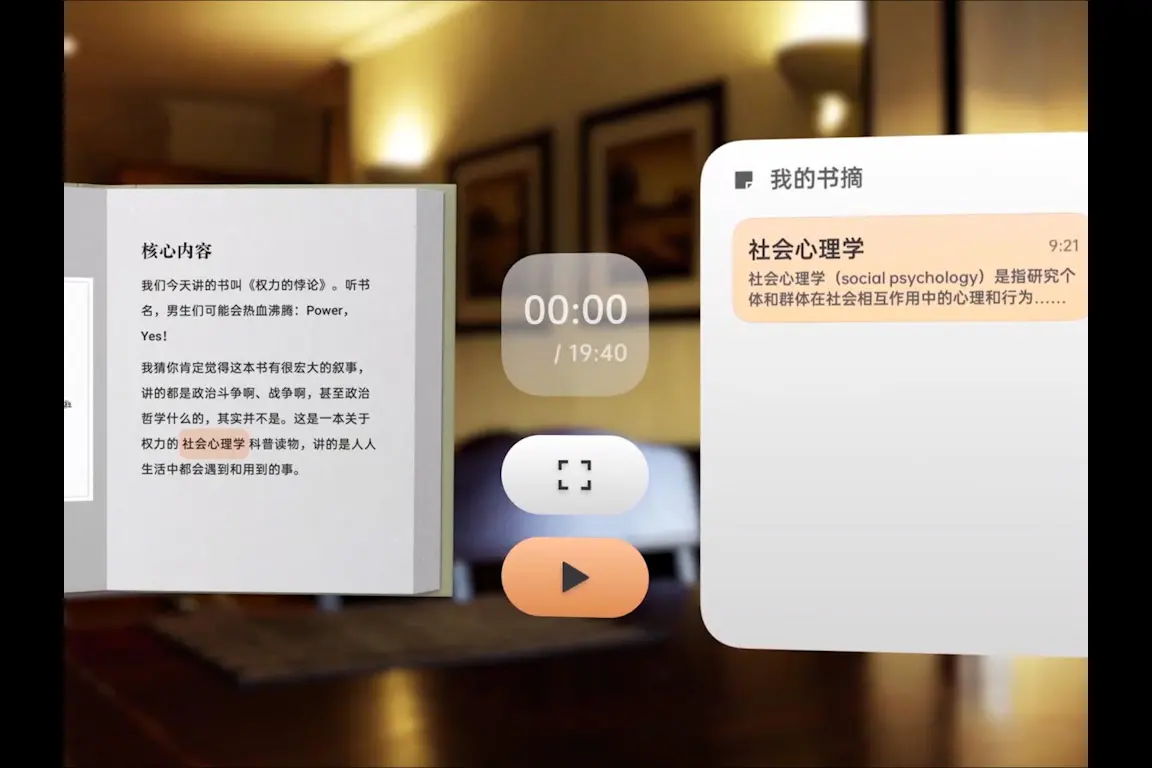 核心内容
我们今天讲的书叫《权力的悖论》。听书
名，男生们可能会热血沸腾：Power，
Yes！
我猜你肯定觉得这本书有很宏大的叙事，
讲的都是政治斗争啊、战争啊，甚至政治
哲学什么的，其实并不是。这是一本关于
权力的 社会心理学 科普读物，讲的是人人
生活中都会遇到和用到的事。
00:00
/ 19:40
我的书摘
社会心理学 9:21
社会心理学（social psychology）是指研究个
体和群体在社会相互作用中的心理和行为……